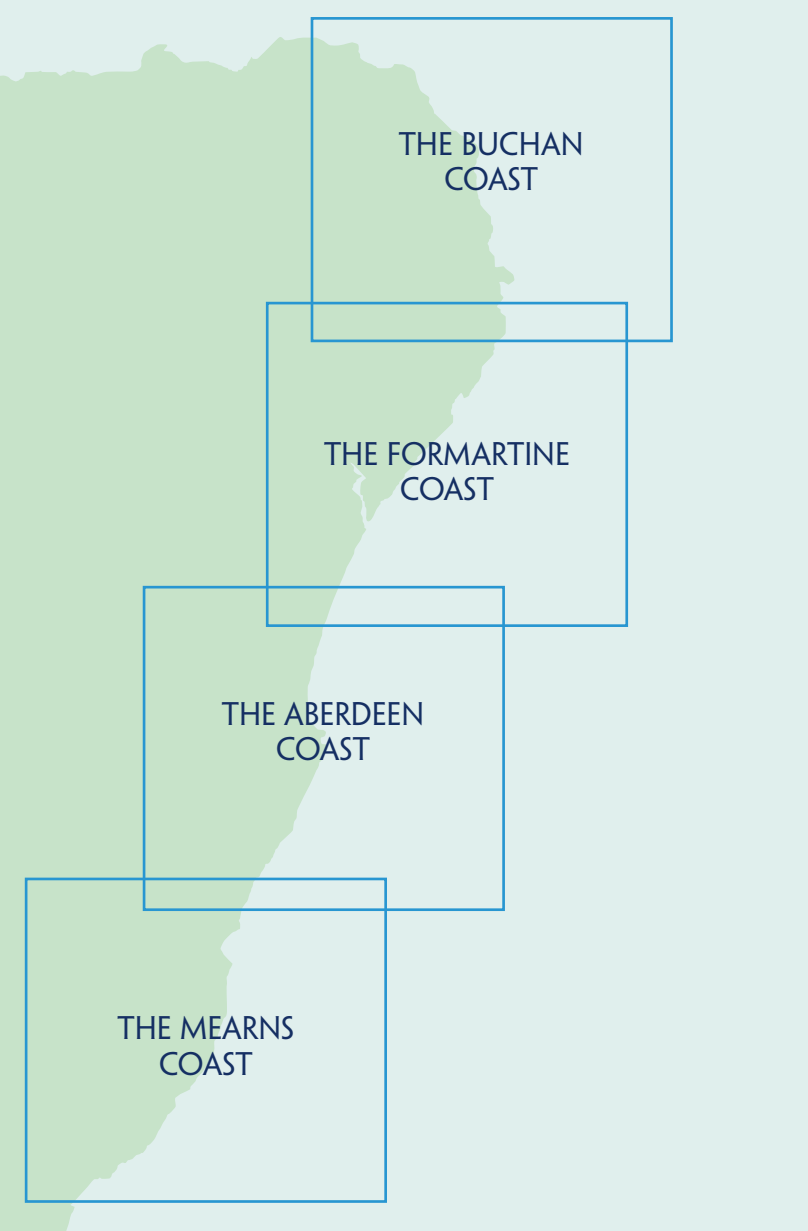 THE BUCHAN
COAST
THE FORMARTINE
COAST
THE ABERDEEN
COAST
THE MEARNS
COAST